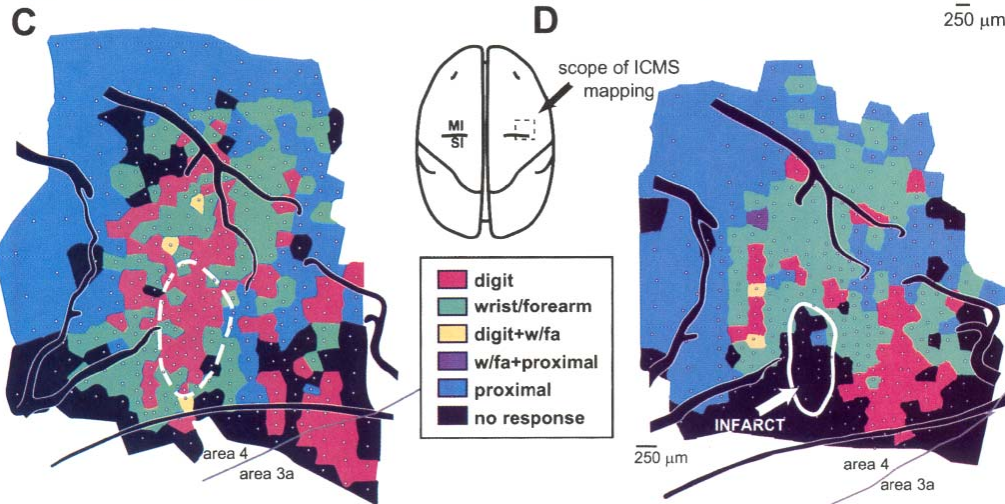 C
D
250 µm
scope of ICMS
mapping
MI
SI
digit
wrist/forearm
digit+w/fa
w/fa+proximal
proximal
no response
INFARCT
250 µm
area 4
area 3a
area 4
area 3a